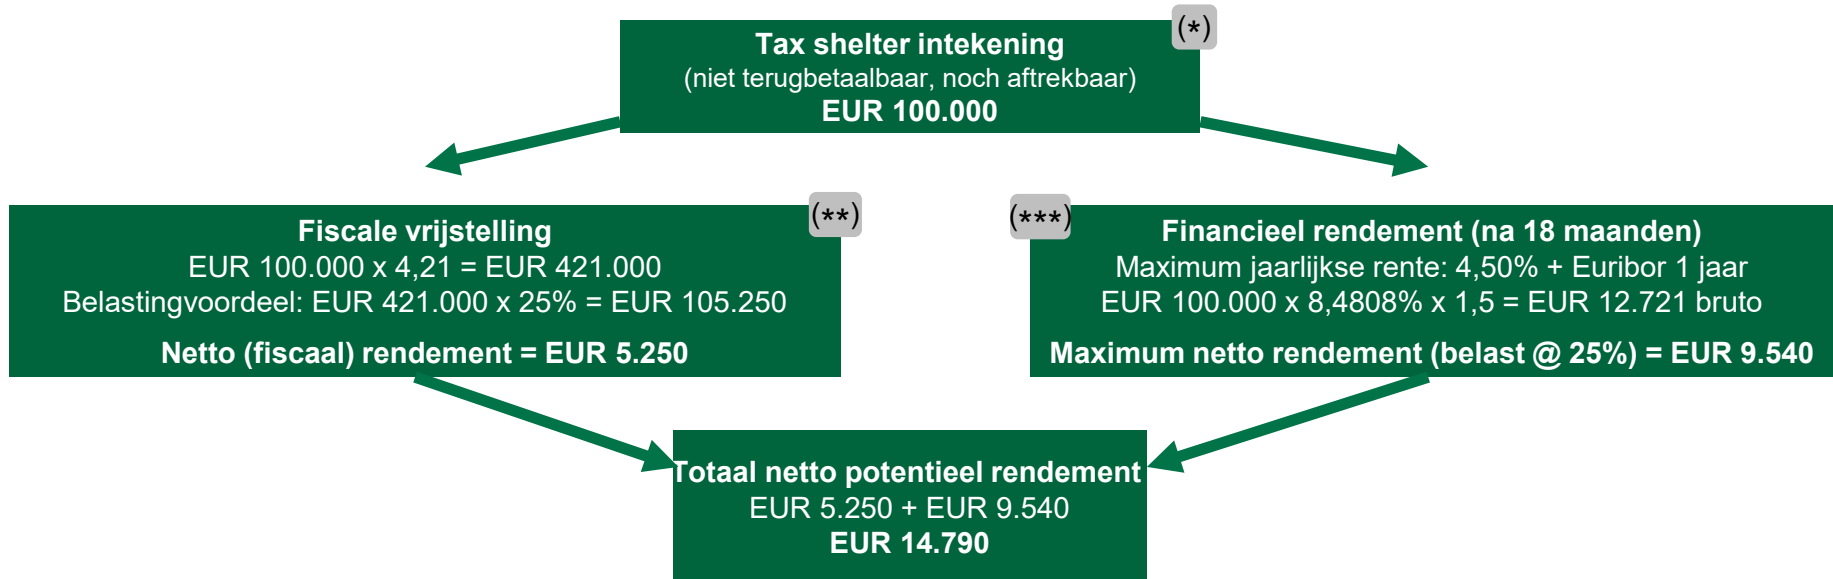 (*)
Tax shelter intekening
(niet terugbetaalbaar, noch aftrekbaar)
EUR 100.000
(**)
Fiscale vrijstelling
EUR 100.000 x 4,21 = EUR 421.000
Belastingvoordeel: EUR 421.000 x 25% = EUR 105.250
Netto (fiscaal) rendement = EUR 5.250
(***)
Financieel rendement (na 18 maanden)
Maximum jaarlijkse rente: 4,50% + Euribor 1 jaar
EUR 100.000 x 8,4808% x 1,5 = EUR 12.721 bruto
Maximum netto rendement (belast @ 25%) = EUR 9.540
Totaal netto potentieel rendement
EUR 5.250 + EUR 9.540
EUR 14.790